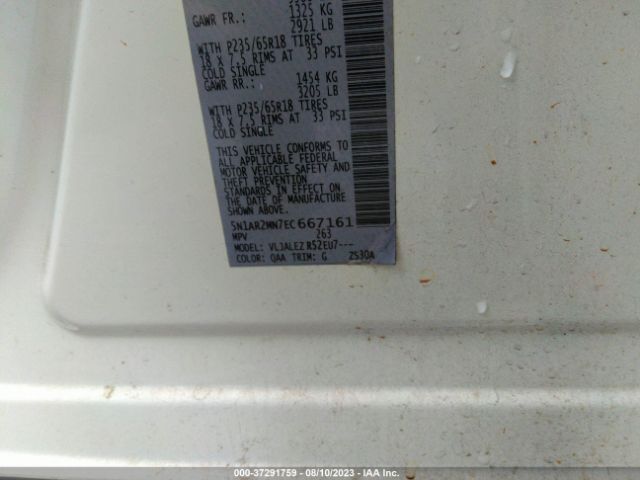 GAWR FR.: 1325 KG
2921 LB
WITH P235/65R18 TIRES
18 X 7.5 RIMS AT 33 PSI
COLD SINGLE
GAWR RR.: 1454 KG
3205 LB
WITH P235/65R18 TIRES
18 X 7.5 RIMS AT 33 PSI
COLD SINGLE
THIS VEHICLE CONFORMS TO
ALL APPLICABLE FEDERAL
MOTOR VEHICLE SAFETY AND
THEFT PREVENTION
STANDARDS IN EFFECT ON
THE DATE OF MANUFACTURE
SHOWN ABOVE.
5N1AR2MN7EC667161
MPV 263
MODEL: VLJALEZ R52EU7---
COLOR: QAA TRIM: G ZS30A
000-37291759 — 08/10/2023 — IAA Inc.